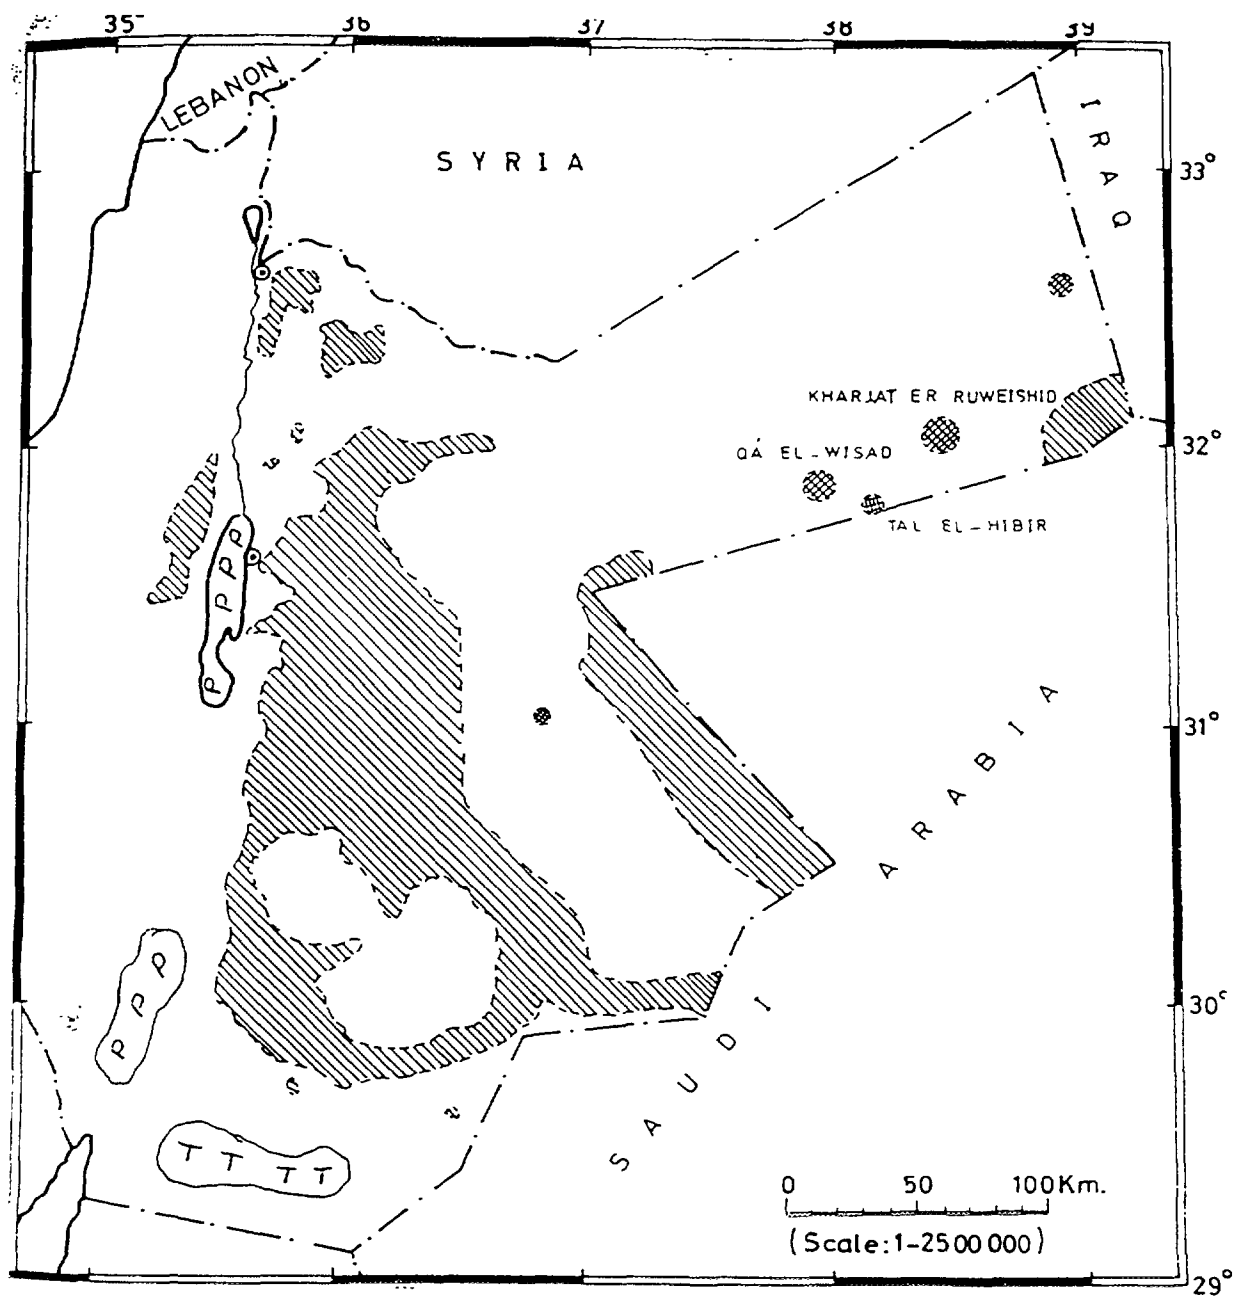 35°
36
37
38
39
LEBANON
SYRIA
IRAQ
33°
KHARJAT ER RUWEISHID
32°
QÁ EL-WISAD
TAL EL-HIBIR
P
P
P
P
31°
SAUDI ARABIA
P
P
P
30°
T T T T
0 50 100Km.
(Scale:1-2500000)
29°